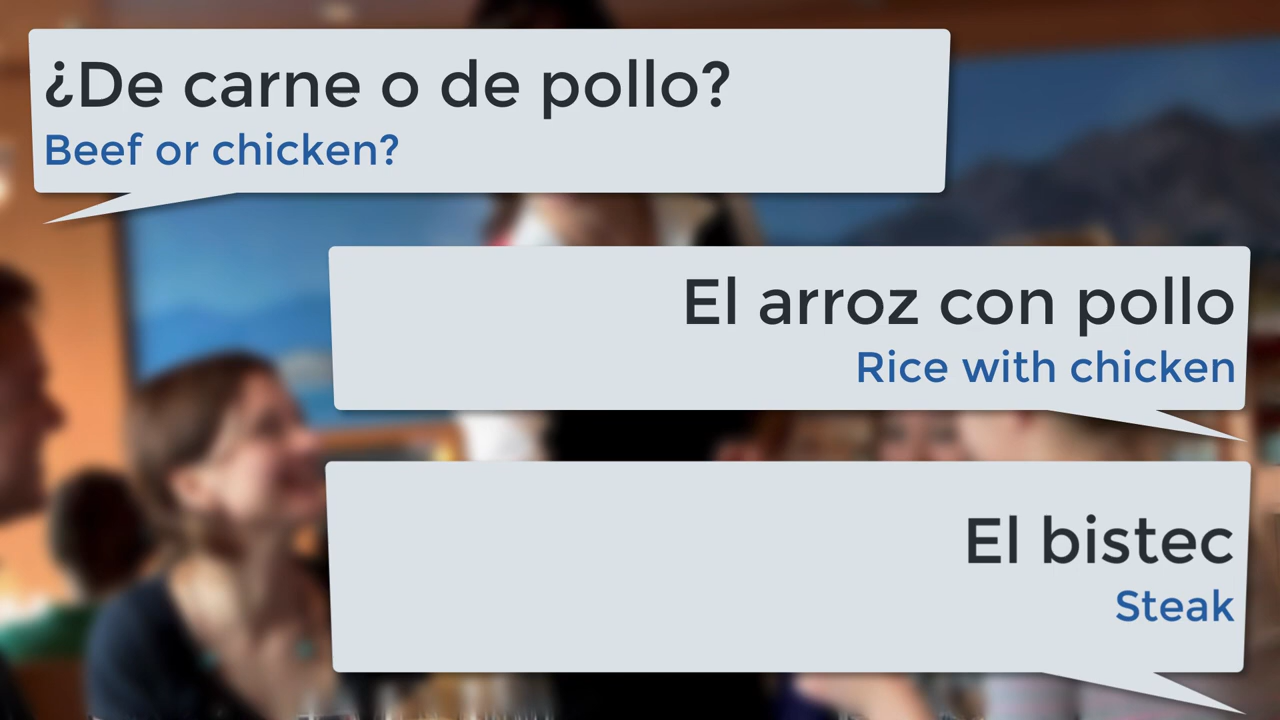 ¿De carne o de pollo?
Beef or chicken?
El arroz con pollo
Rice with chicken
El bistec
Steak